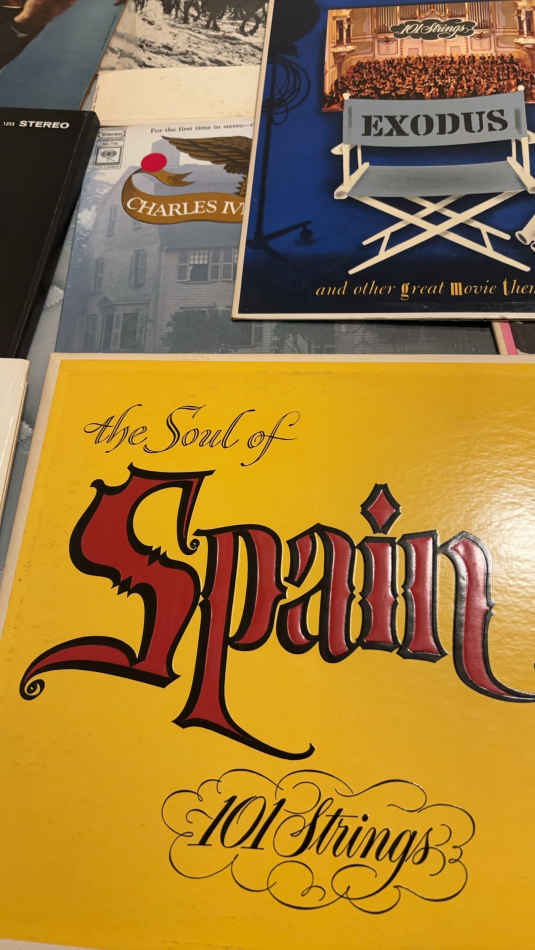 STEREO
For the first time in stereo
CHARLES IV
101 Strings
EXODUS
and other great movie
the Soul of
Spain
101 Strings